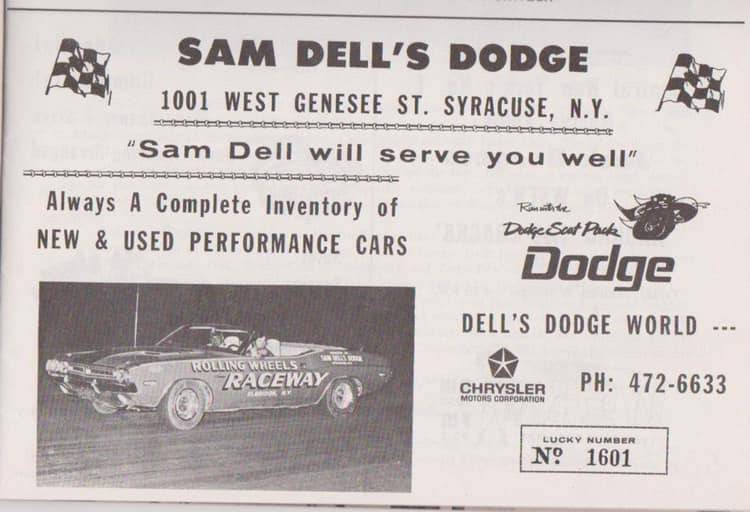 SAM DELL'S DODGE
1001 WEST GENESEE ST. SYRACUSE, N.Y.
"Sam Dell will serve you well"
Always A Complete Inventory of
NEW & USED PERFORMANCE CARS
Run with the
Dodge Scat Pack
Dodge
DELL'S DODGE WORLD ---
CHRYSLER
MOTORS CORPORATION
PH: 472-6633
LUCKY NUMBER
Nº 1601
ROLLING WHEELS
RACEWAY
ELBRIDGE, N.Y.
SAM DELL'S DODGE